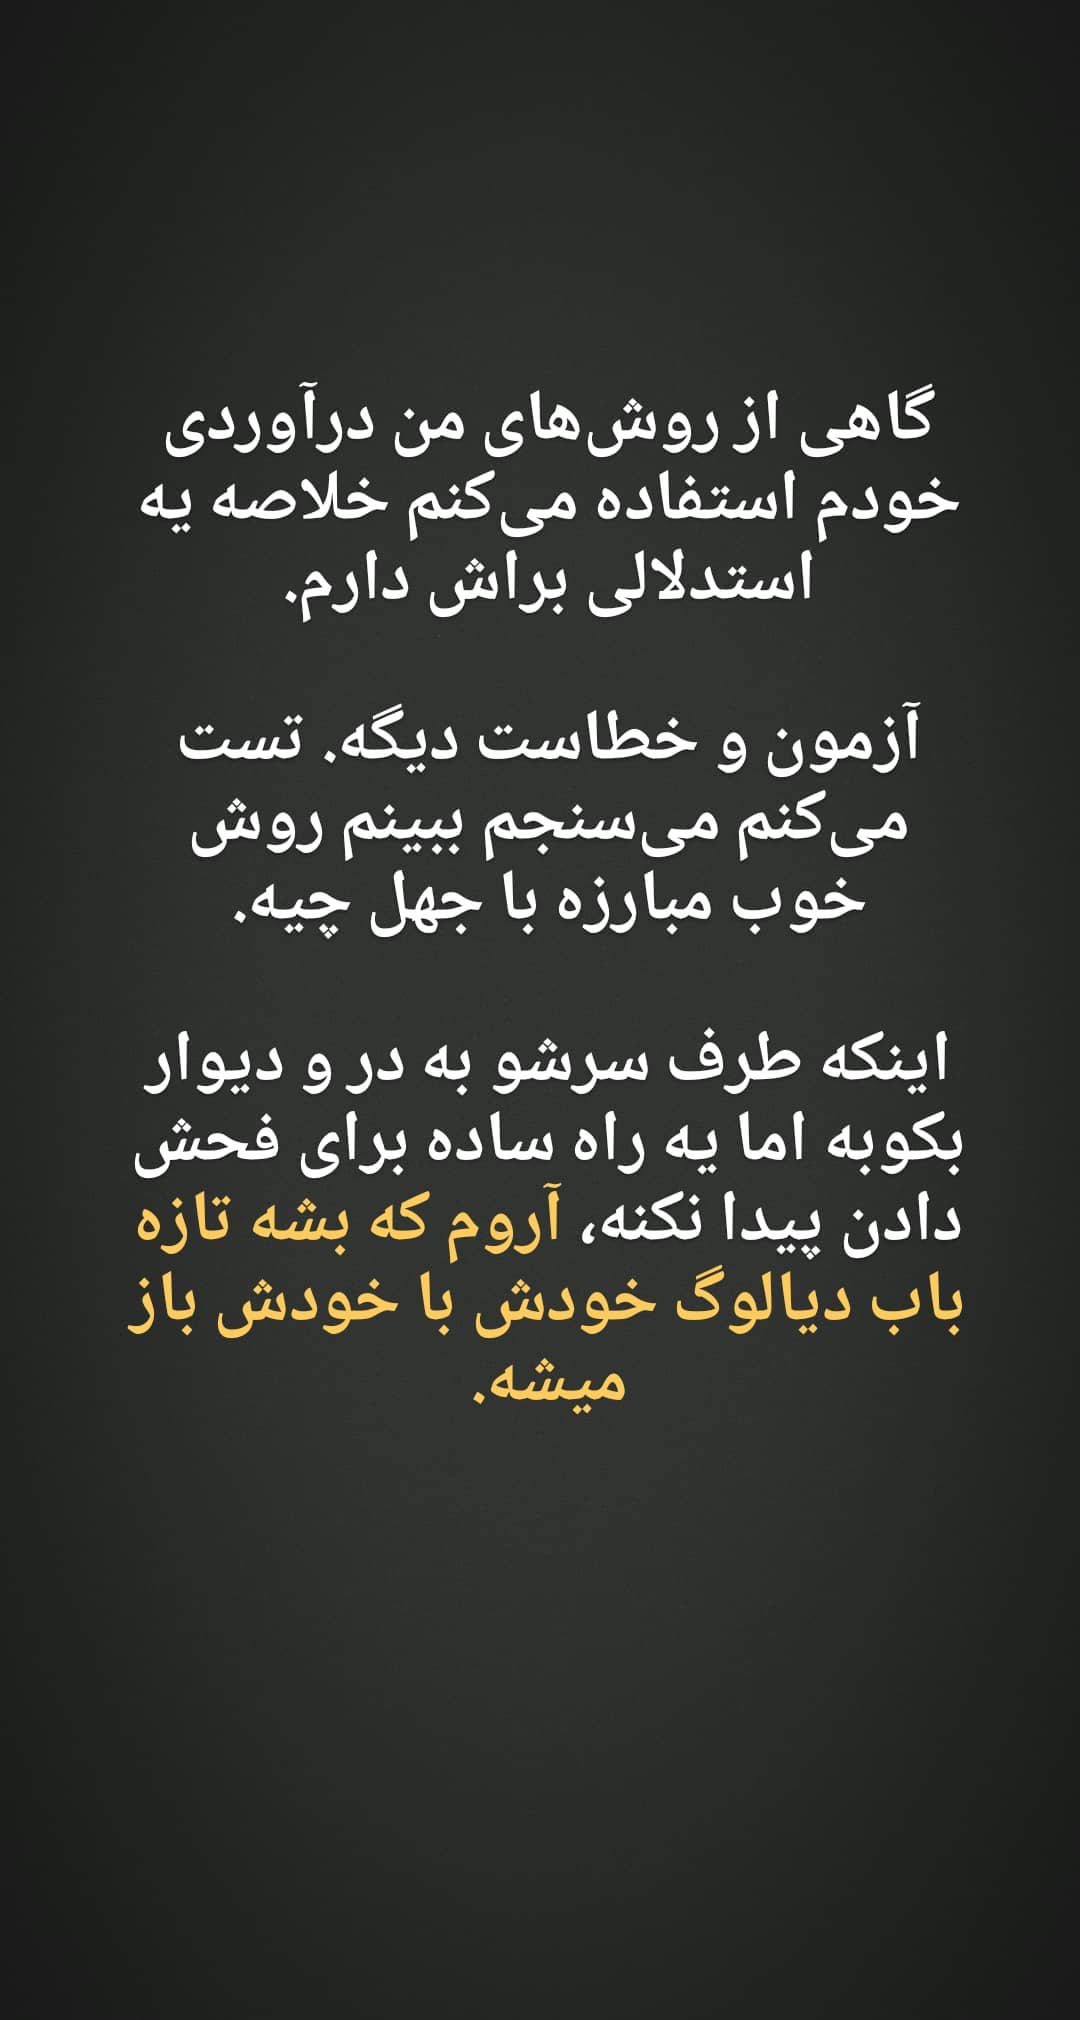 گاهی از روش‌های من درآوردی
خودم استفاده می‌کنم خلاصه یه
استدلالی براش دارم.
آزمون و خطاست دیگه. تست
می‌کنم می‌سنجم ببینم روش
خوب مبارزه با جهل چیه.
اینکه طرف سرشو به در و دیوار
بکوبه اما یه راه ساده برای فحش
دادن پیدا نکنه، آروم که بشه تازه
باب دیالوگ خودش با خودش باز
میشه.